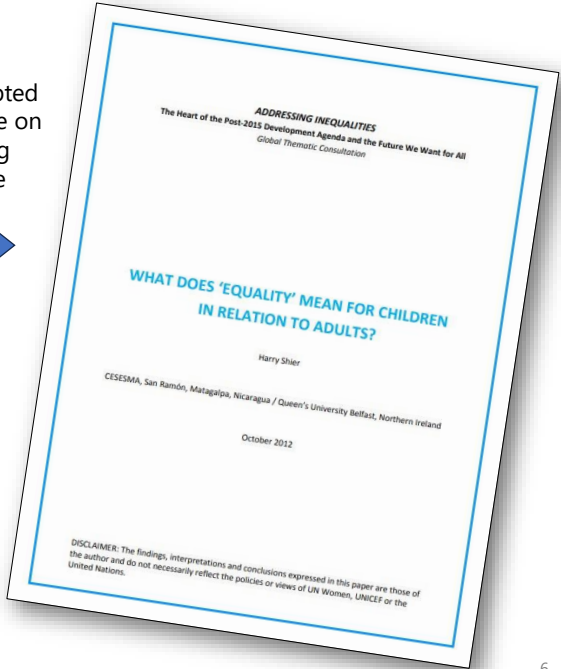 e on
g
e
ADDRESSING INEQUALITIES
The Heart of the Post-2015 Development Agenda and the Future We Want for All
Global Thematic Consultation
WHAT DOES ‘EQUALITY’ MEAN FOR CHILDREN
IN RELATION TO ADULTS?
Harry Shier
CESESMA, San Ramón, Matagalpa, Nicaragua / Queen’s University Belfast, Northern Ireland
October 2012
DISCLAIMER: The findings, interpretations and conclusions expressed in this paper are those of
the author and do not necessarily reflect the policies or views of UN Women, UNICEF or the
United Nations.
6